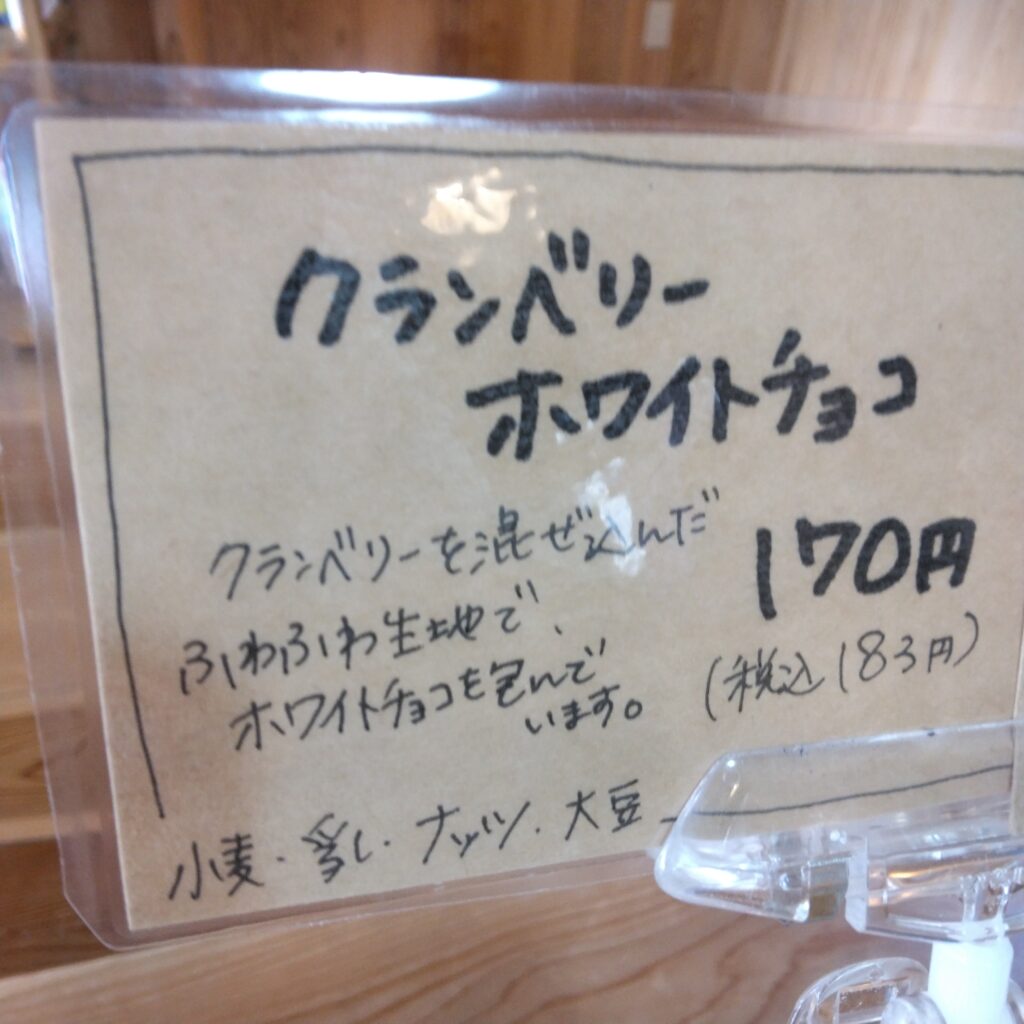 クランベリー
ホワイトチョコ
クランベリーを混ぜ込んだ
ふわふわ生地で、
ホワイトチョコを包んで
います。
170円
(税込183円)
小麦・乳・ナッツ・大豆